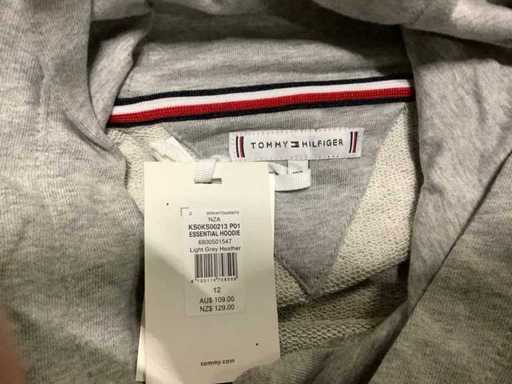 TOMMY HILFIGER
NZA
KS0KS00213 P01
ESSENTIAL HOODIE
6800501547
Light Grey Heather
12
AU$ 109.00
NZ$ 129.00
tommy.com